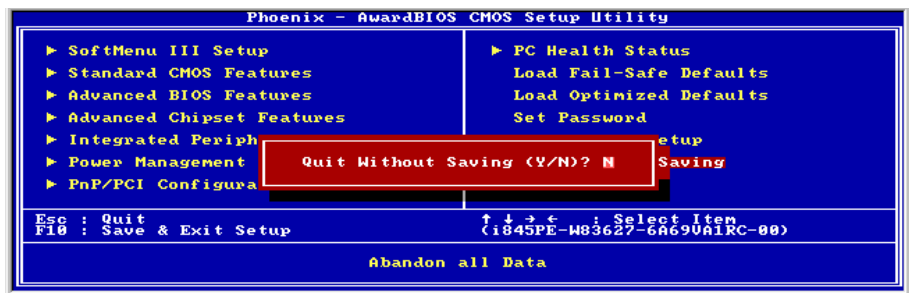 Phoenix - AwardBIOS CMOS Setup Utility
► SoftMenu III Setup
► Standard CMOS Features
► Advanced BIOS Features
► Advanced Chipset Features
► Integrated Periph
► Power Management
► PnP/PCI Configura
► PC Health Status
Load Fail-Safe Defaults
Load Optimized Defaults
Set Password
etup
Saving
Quit Without Saving (Y/N)? N
Esc : Quit
F10 : Save & Exit Setup
↑ ↓ → ← : Select Item
(i845PE-W83627-6A69VA1RC-00)
Abandon all Data